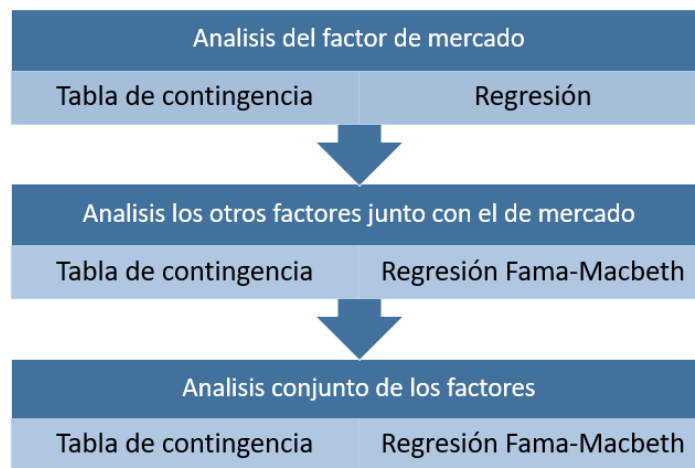 Analisis del factor de mercado
Tabla de contingencia
Regresión
Analisis los otros factores junto con el de mercado
Tabla de contingencia
Regresión Fama-Macbeth
Analisis conjunto de los factores
Tabla de contingencia
Regresión Fama-Macbeth